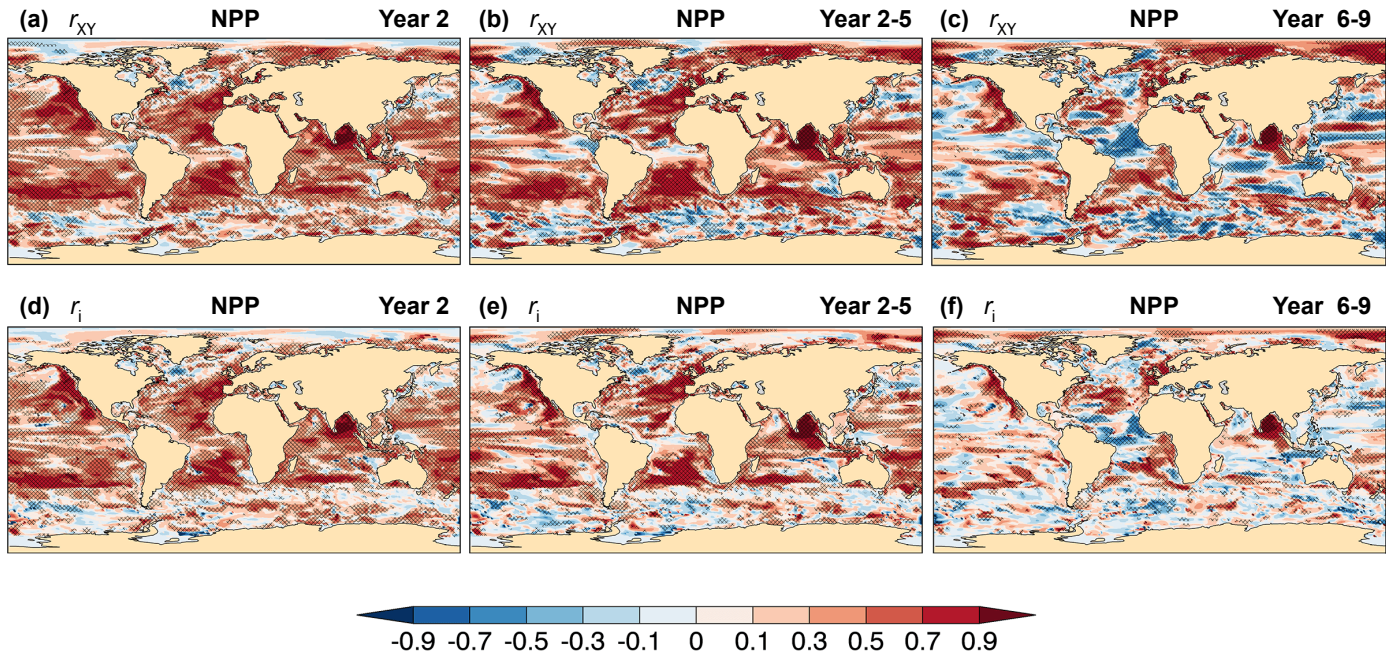 (a) rXY NPP Year 2
(b) rXY NPP Year 2-5
(c) rXY NPP Year 6-9
(d) ri NPP Year 2
(e) ri NPP Year 2-5
(f) ri NPP Year 6-9
-0.9 -0.7 -0.5 -0.3 -0.1 0 0.1 0.3 0.5 0.7 0.9